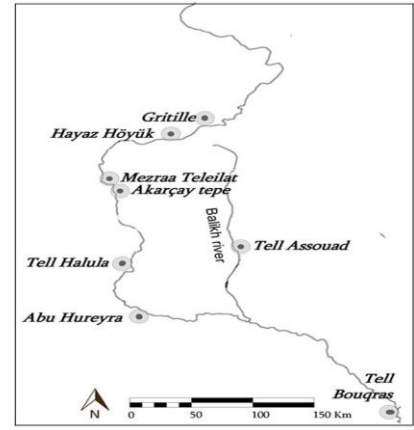 Gritille
Hayaz Höyük
Mezraa Teleilat
Akarçay tepe
Balikh river
Tell Assouad
Tell Halula
Abu Hureyra
Tell
Bouqras
N
0 50 100 150 Km